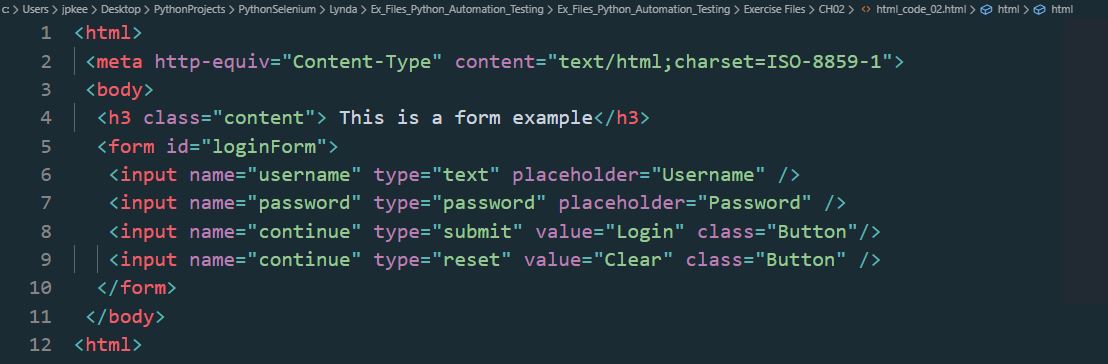 c: > Users > jpkee > Desktop > PythonProjects > PythonSelenium > Lynda > Ex_Files_Python_Automation_Testing > Ex_Files_Python_Automation_Testing > Exercise Files > CH02 > <> html_code_02.html > html > html
1 <html>
2 <meta http-equiv="Content-Type" content="text/html;charset=ISO-8859-1">
3 <body>
4 <h3 class="content"> This is a form example</h3>
5 <form id="loginForm">
6 <input name="username" type="text" placeholder="Username" />
7 <input name="password" type="password" placeholder="Password" />
8 <input name="continue" type="submit" value="Login" class="Button"/>
9 <input name="continue" type="reset" value="Clear" class="Button" />
10 </form>
11 </body>
12 <html>